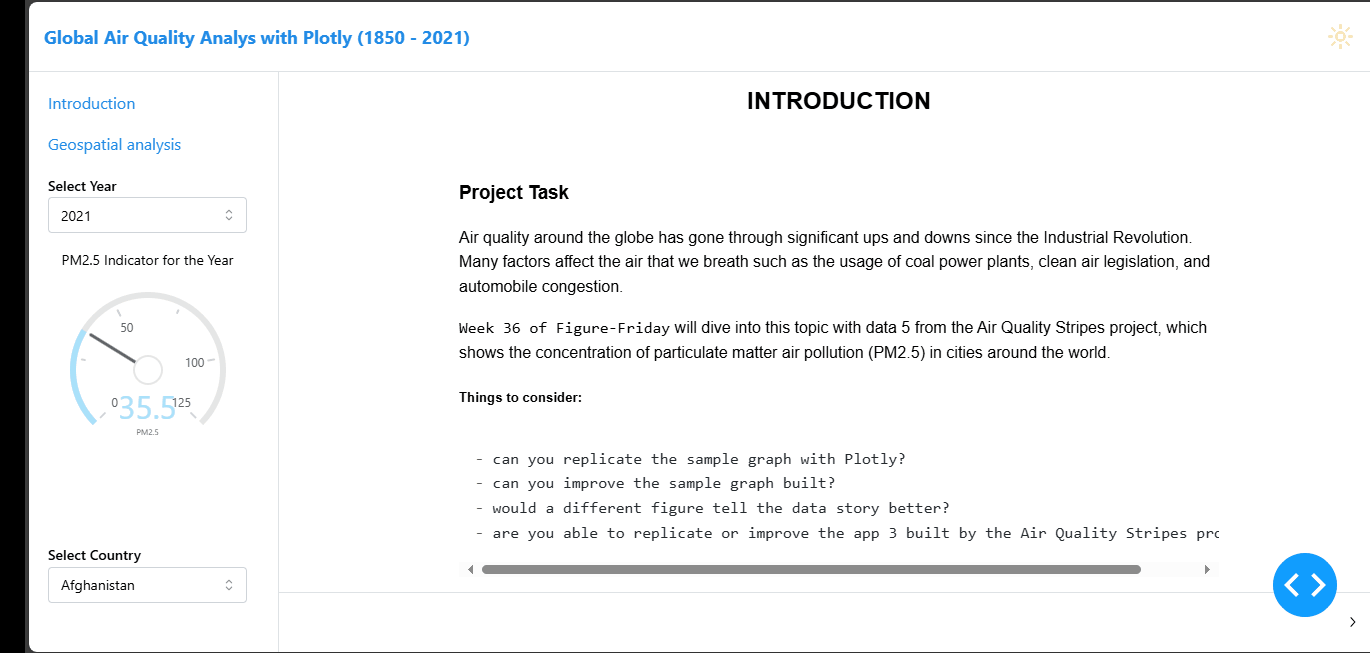 Global Air Quality Analys with Plotly (1850 - 2021)
Introduction
Geospatial analysis
Select Year
2021
PM2.5 Indicator for the Year
50
100
0
35.5
125
PM2.5
Select Country
Afghanistan
INTRODUCTION
Project Task
Air quality around the globe has gone through significant ups and downs since the Industrial Revolution.
Many factors affect the air that we breath such as the usage of coal power plants, clean air legislation, and
automobile congestion.
Week 36 of Figure-Friday will dive into this topic with data 5 from the Air Quality Stripes project, which
shows the concentration of particulate matter air pollution (PM2.5) in cities around the world.
Things to consider:
- can you replicate the sample graph with Plotly?
- can you improve the sample graph built?
- would a different figure tell the data story better?
- are you able to replicate or improve the app 3 built by the Air Quality Stripes